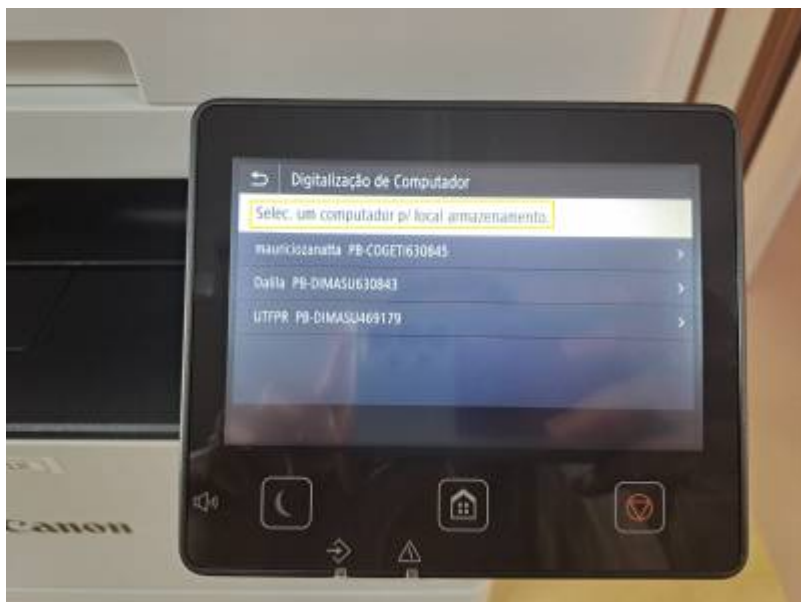 Digitalização de Computador
Selec. um computador p/ local armazenamento.
mauriciozanatta PB-COGETI630845
Dalila PB-DIMASU630843
UTFPR PB-DIMASU469179
Canon